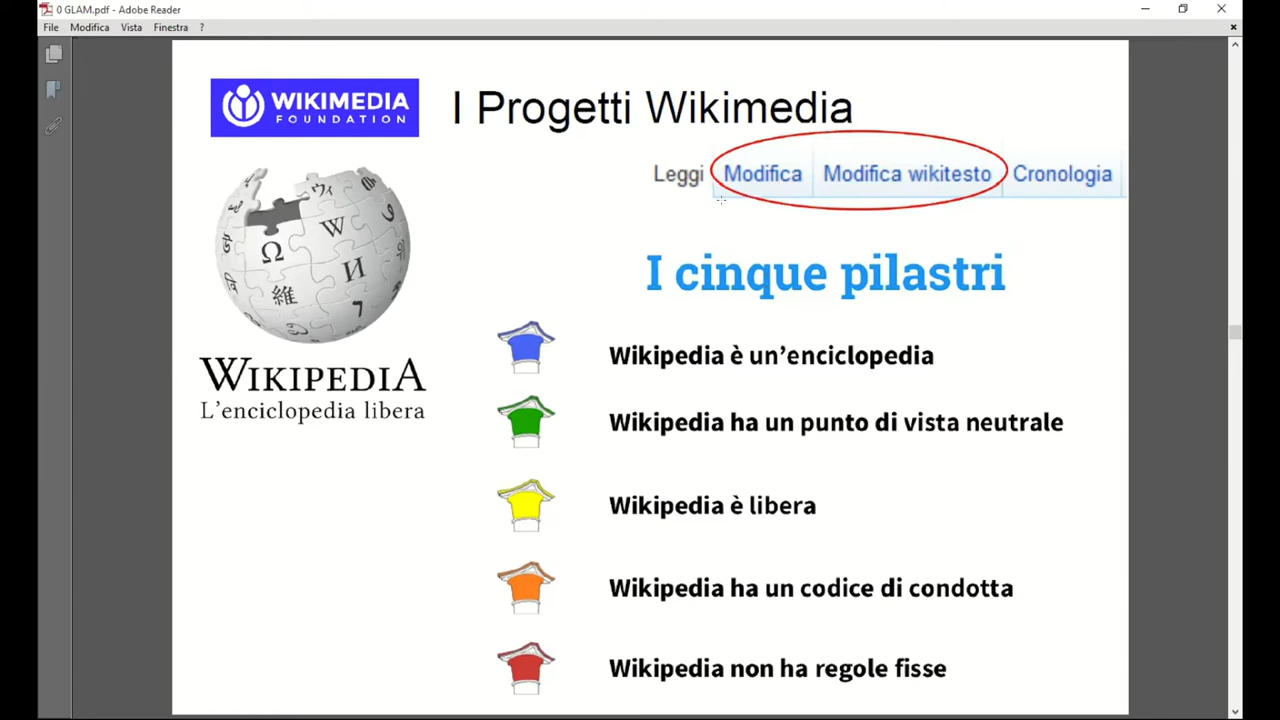 0 GLAM.pdf - Adobe Reader
File Modifica Vista Finestra ?
WIKIMEDIA
FOUNDATION
I Progetti Wikimedia
Leggi Modifica Modifica wikitesto Cronologia
Ω W И 維 7
WIKIPEDIA
L'enciclopedia libera
I cinque pilastri
Wikipedia è un’enciclopedia
Wikipedia ha un punto di vista neutrale
Wikipedia è libera
Wikipedia ha un codice di condotta
Wikipedia non ha regole fisse